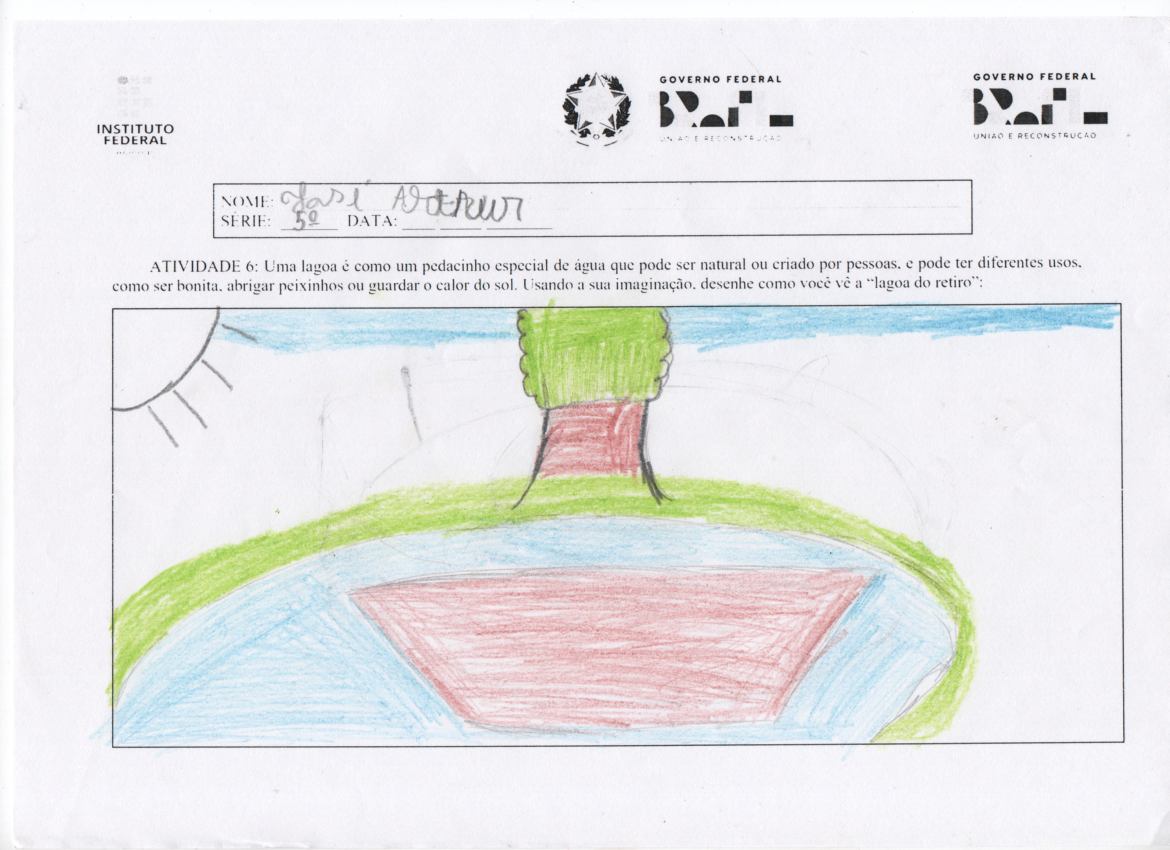 INSTITUTO
FEDERAL
GOVERNO FEDERAL
BRASIL
UNIÃO E RECONSTRUÇÃO
GOVERNO FEDERAL
BRASIL
UNIÃO E RECONSTRUÇÃO
NOME: José
SÉRIE: 5º DATA:
ATIVIDADE 6: Uma lagoa é como um pedacinho especial de água que pode ser natural ou criado por pessoas, e pode ter diferentes usos,
como ser bonita, abrigar peixinhos ou guardar o calor do sol. Usando a sua imaginação, desenhe como você vê a “lagoa do retiro”: